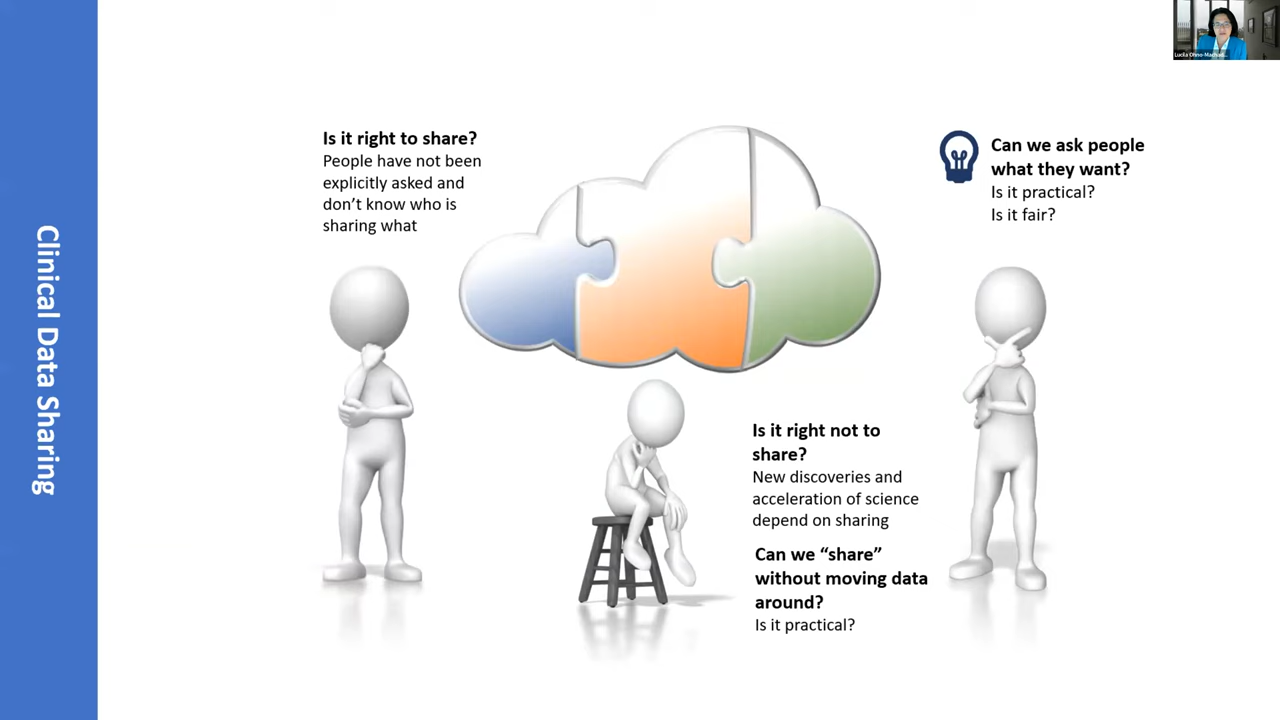 Clinical Data Sharing
Is it right to share?
People have not been
explicitly asked and
don't know who is
sharing what
Can we ask people
what they want?
Is it practical?
Is it fair?
Is it right not to
share?
New discoveries and
acceleration of science
depend on sharing
Can we “share”
without moving data
around?
Is it practical?
Lucila Ohno-Machado...